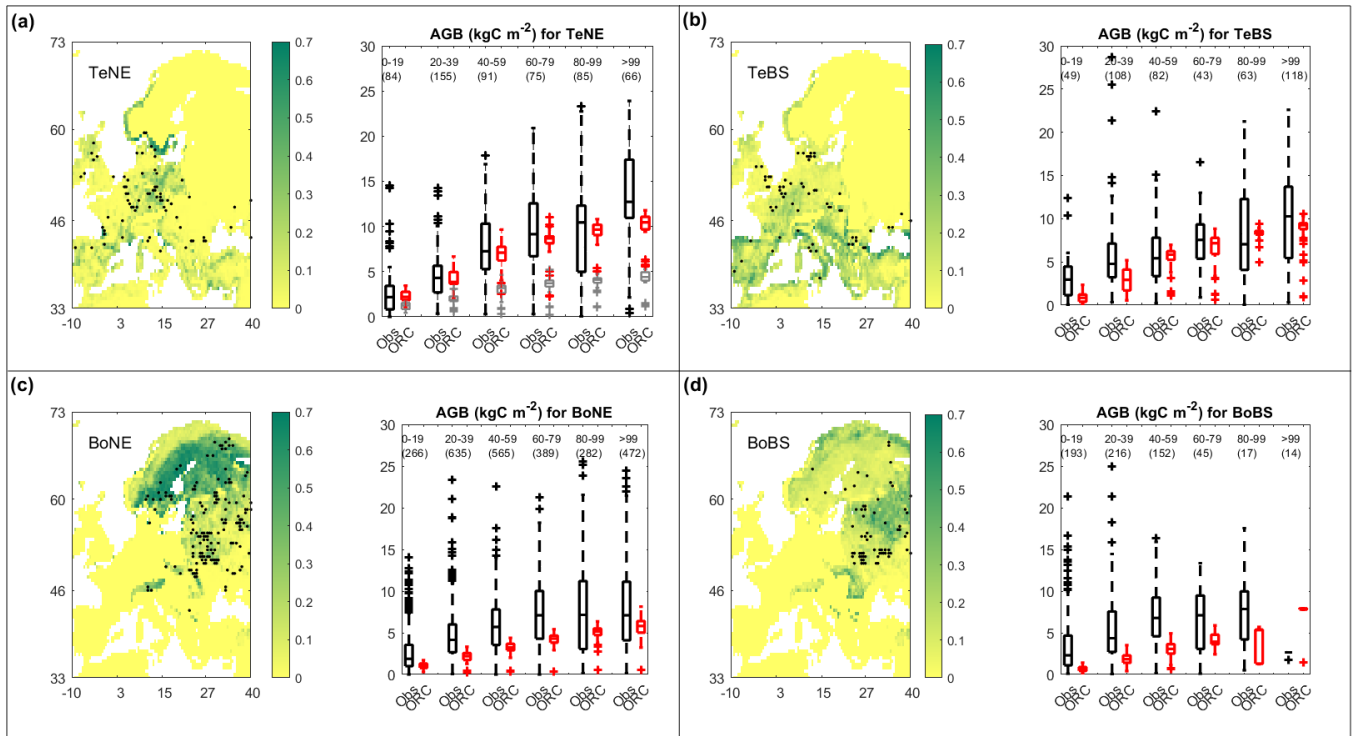 (a)
TeNE
73
60
46
33
-10 3 15 27 40
0.7
0.6
0.5
0.4
0.3
0.2
0.1
0
AGB (kgC m⁻²) for TeNE
0-19 20-39 40-59 60-79 80-99 >99
(84) (155) (91) (75) (85) (66)
30
25
20
15
10
5
0
Obs ORC Obs ORC Obs ORC Obs ORC Obs ORC Obs ORC
(b)
TeBS
73
60
46
33
-10 3 15 27 40
0.7
0.6
0.5
0.4
0.3
0.2
0.1
0
AGB (kgC m⁻²) for TeBS
0-19 20-39 40-59 60-79 80-99 >99
(49) (108) (82) (43) (63) (118)
30
25
20
15
10
5
0
Obs ORC Obs ORC Obs ORC Obs ORC Obs ORC Obs ORC
(c)
BoNE
73
60
46
33
-10 3 15 27 40
0.7
0.6
0.5
0.4
0.3
0.2
0.1
0
AGB (kgC m⁻²) for BoNE
0-19 20-39 40-59 60-79 80-99 >99
(266) (635) (565) (389) (282) (472)
30
25
20
15
10
5
0
Obs ORC Obs ORC Obs ORC Obs ORC Obs ORC Obs ORC
(d)
BoBS
73
60
46
33
-10 3 15 27 40
0.7
0.6
0.5
0.4
0.3
0.2
0.1
0
AGB (kgC m⁻²) for BoBS
0-19 20-39 40-59 60-79 80-99 >99
(193) (216) (152) (45) (17) (14)
30
25
20
15
10
5
0
Obs ORC Obs ORC Obs ORC Obs ORC Obs ORC Obs ORC